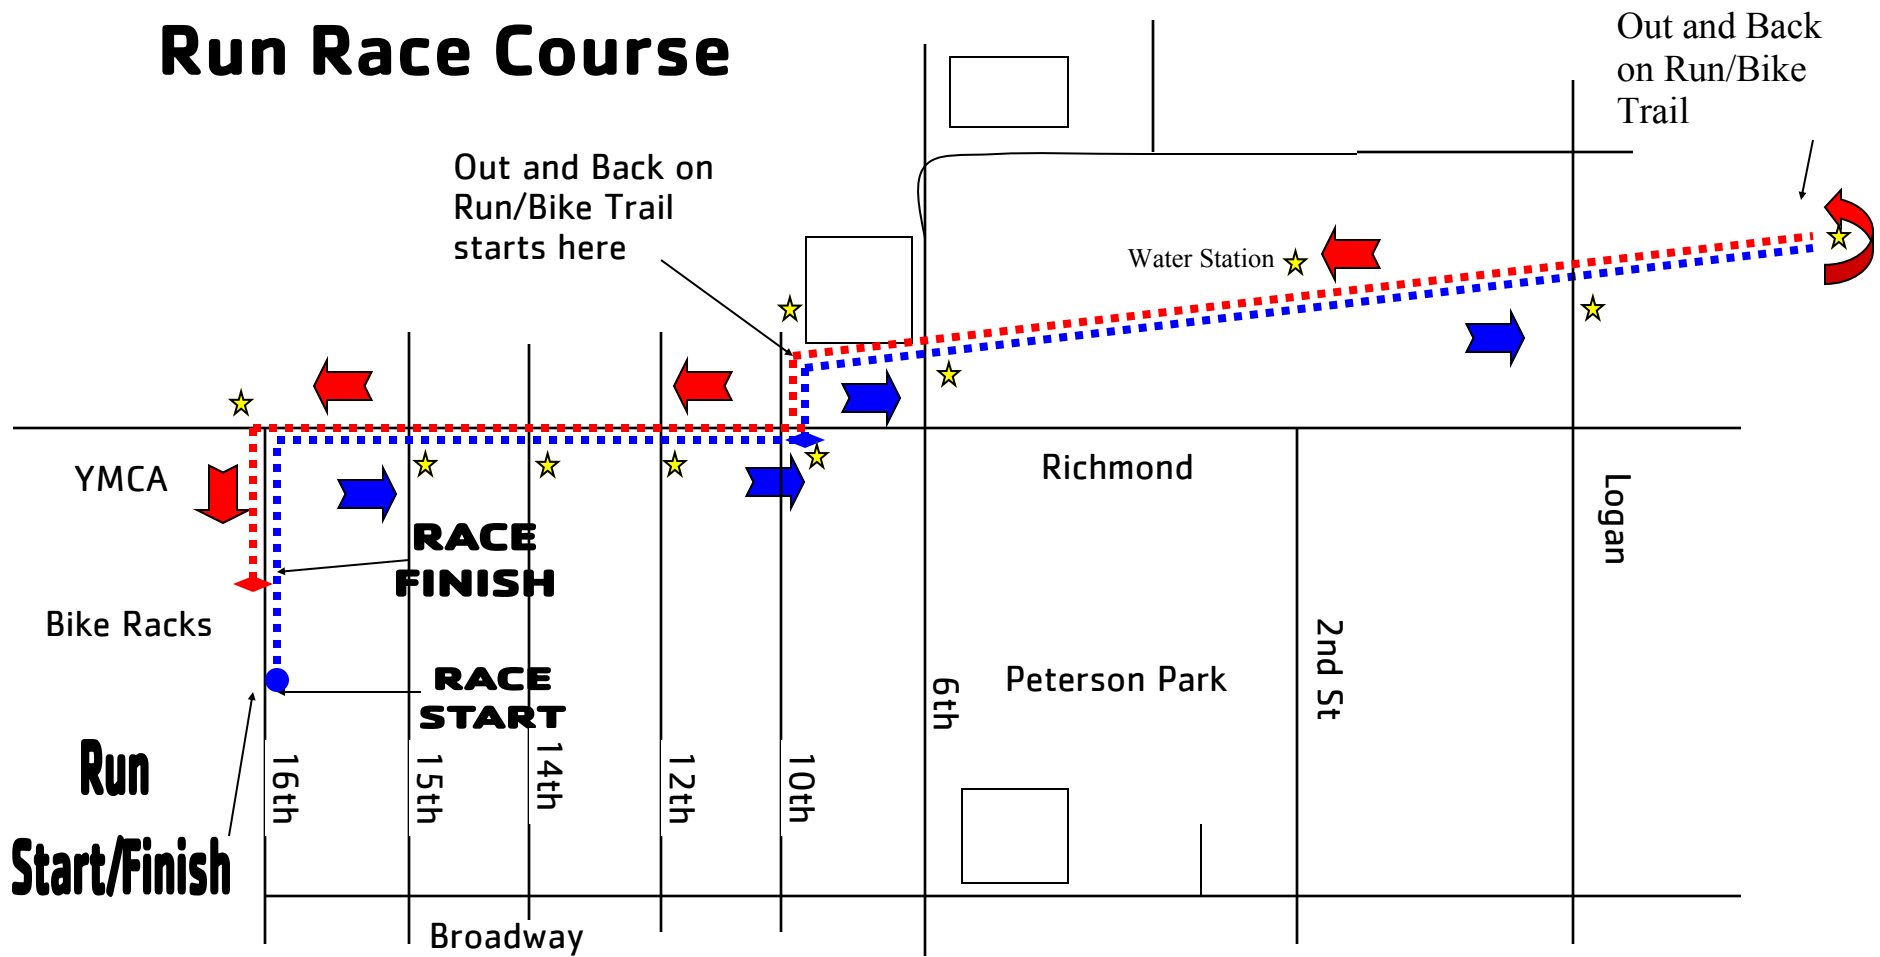 Run Race Course
Out and Back
on Run/Bike
Trail
Out and Back on
Run/Bike Trail
starts here
Water Station
YMCA
Richmond
Logan
RACE
FINISH
Bike Racks
2nd St
RACE
START
6th
Peterson Park
Run
Start/Finish
16th
15th
14th
12th
10th
Broadway